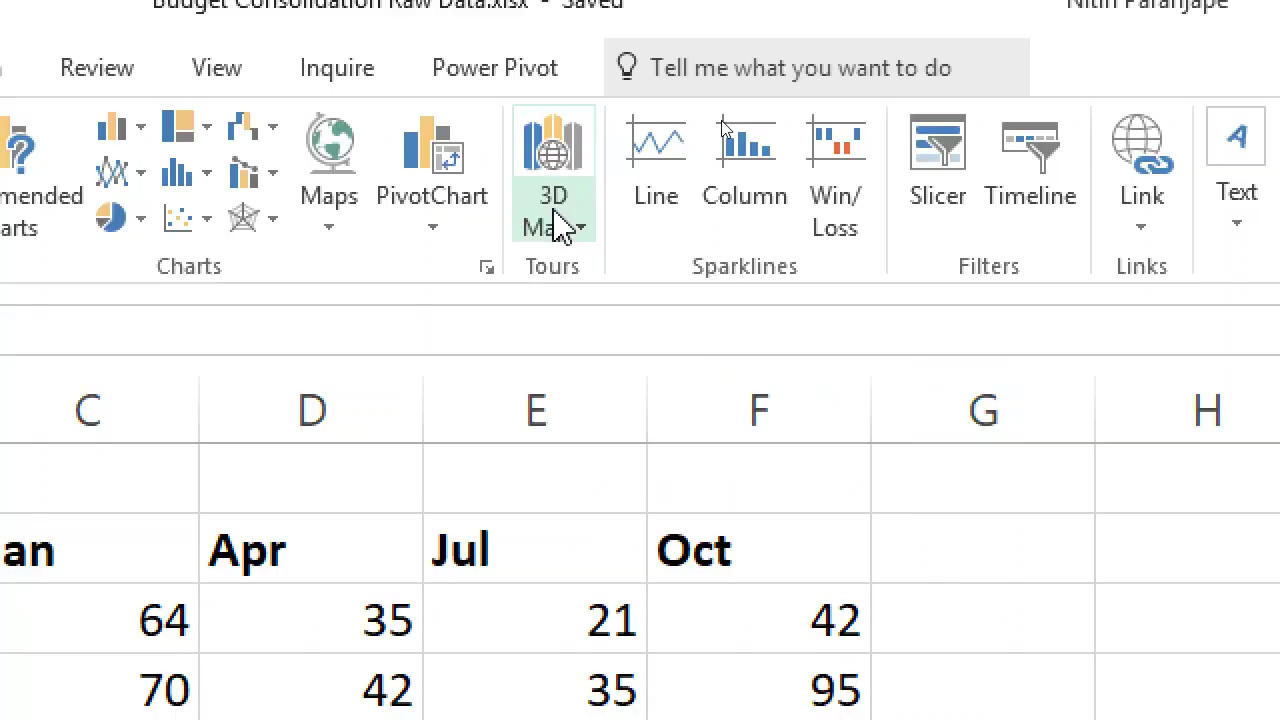 Budget Consolidation Raw Data.xlsx - Saved
Nitin Paranjape
Review View Inquire Power Pivot Tell me what you want to do
mended
arts
Maps
PivotChart
3D
Line
Column
Win/
Loss
Slicer
Timeline
Link
Text
Charts Tours Sparklines Filters Links
C D E F G H
an Apr Jul Oct
64 35 21 42
70 42 35 95